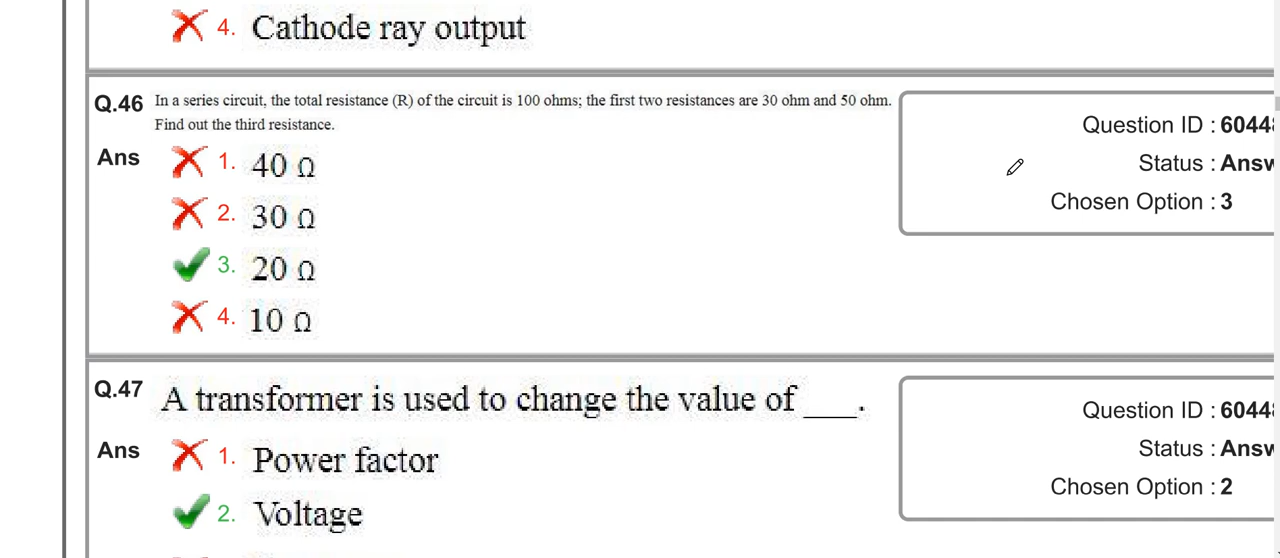 4. Cathode ray output
Q.46 In a series circuit, the total resistance (R) of the circuit is 100 ohms; the first two resistances are 30 ohm and 50 ohm.
Find out the third resistance.
Ans 1. 40 Ω
2. 30 Ω
3. 20 Ω
4. 10 Ω
Question ID : 6044
Status : Answ
Chosen Option : 3
Q.47 A transformer is used to change the value of ___.
Ans 1. Power factor
2. Voltage
Question ID : 6044
Status : Answ
Chosen Option : 2